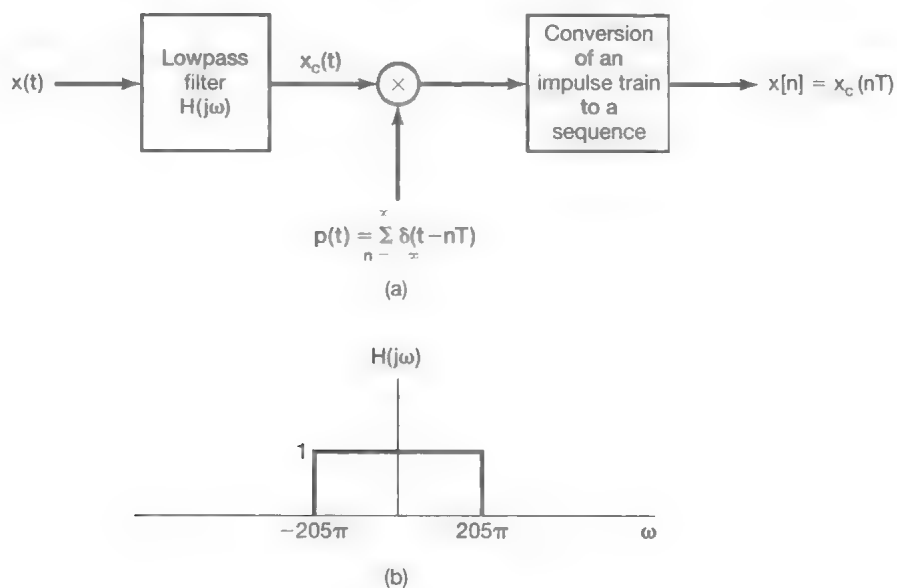 x(t)
Lowpass
filter
H(jω)
x_c(t)
×
Conversion
of an
impulse train
to a
sequence
x[n] = x_c (nT)
p(t) = Σ δ(t−nT)
n =
(a)
H(jω)
1
−205π 205π ω
(b)